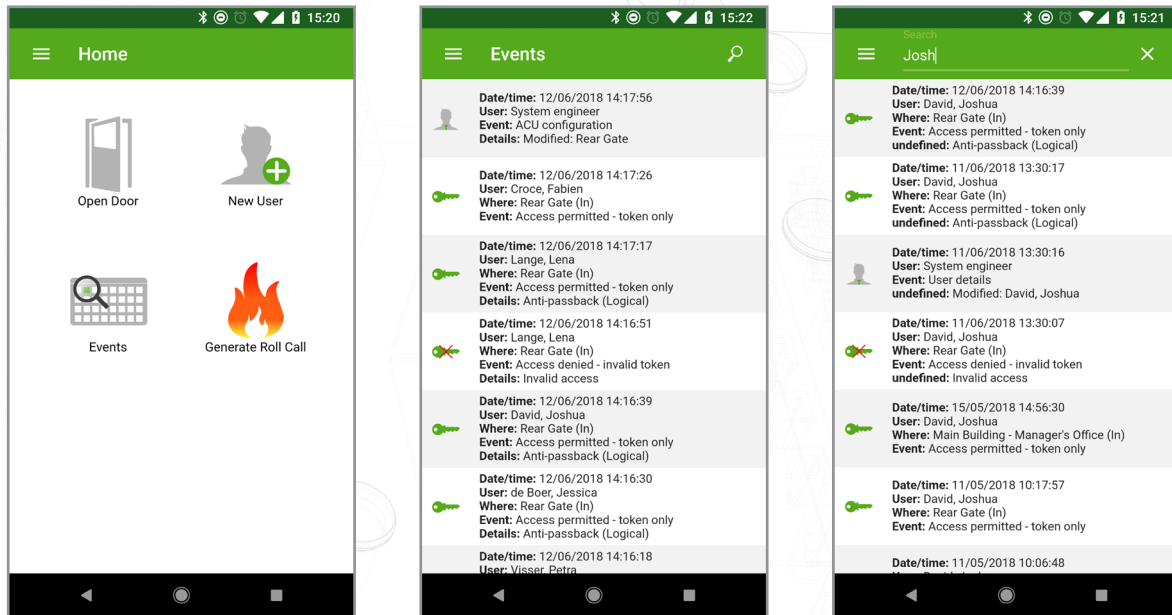 15:20
Home
Open Door
New User
Events
Generate Roll Call
15:22
Events
Date/time: 12/06/2018 14:17:56
User: System engineer
Event: ACU configuration
Details: Modified: Rear Gate
Date/time: 12/06/2018 14:17:26
User: Croce, Fabien
Where: Rear Gate (In)
Event: Access permitted - token only
Date/time: 12/06/2018 14:17:17
User: Lange, Lena
Where: Rear Gate (In)
Event: Access permitted - token only
Details: Anti-passback (Logical)
Date/time: 12/06/2018 14:16:51
User: Lange, Lena
Where: Rear Gate (In)
Event: Access denied - invalid token
Details: Invalid access
Date/time: 12/06/2018 14:16:39
User: David, Joshua
Where: Rear Gate (In)
Event: Access permitted - token only
Details: Anti-passback (Logical)
Date/time: 12/06/2018 14:16:30
User: de Boer, Jessica
Where: Rear Gate (In)
Event: Access permitted - token only
Details: Anti-passback (Logical)
Date/time: 12/06/2018 14:16:18
User: Visser, Petra
15:21
Search
Josh
Date/time: 12/06/2018 14:16:39
User: David, Joshua
Where: Rear Gate (In)
Event: Access permitted - token only
undefined: Anti-passback (Logical)
Date/time: 11/06/2018 13:30:17
User: David, Joshua
Where: Rear Gate (In)
Event: Access permitted - token only
undefined: Anti-passback (Logical)
Date/time: 11/06/2018 13:30:16
User: System engineer
Event: User details
undefined: Modified: David, Joshua
Date/time: 11/06/2018 13:30:07
User: David, Joshua
Where: Rear Gate (In)
Event: Access denied - invalid token
undefined: Invalid access
Date/time: 15/05/2018 14:56:30
User: David, Joshua
Where: Main Building - Manager's Office (In)
Event: Access permitted - token only
Date/time: 11/05/2018 10:17:57
User: David, Joshua
Where: Rear Gate (In)
Event: Access permitted - token only
Date/time: 11/05/2018 10:06:48